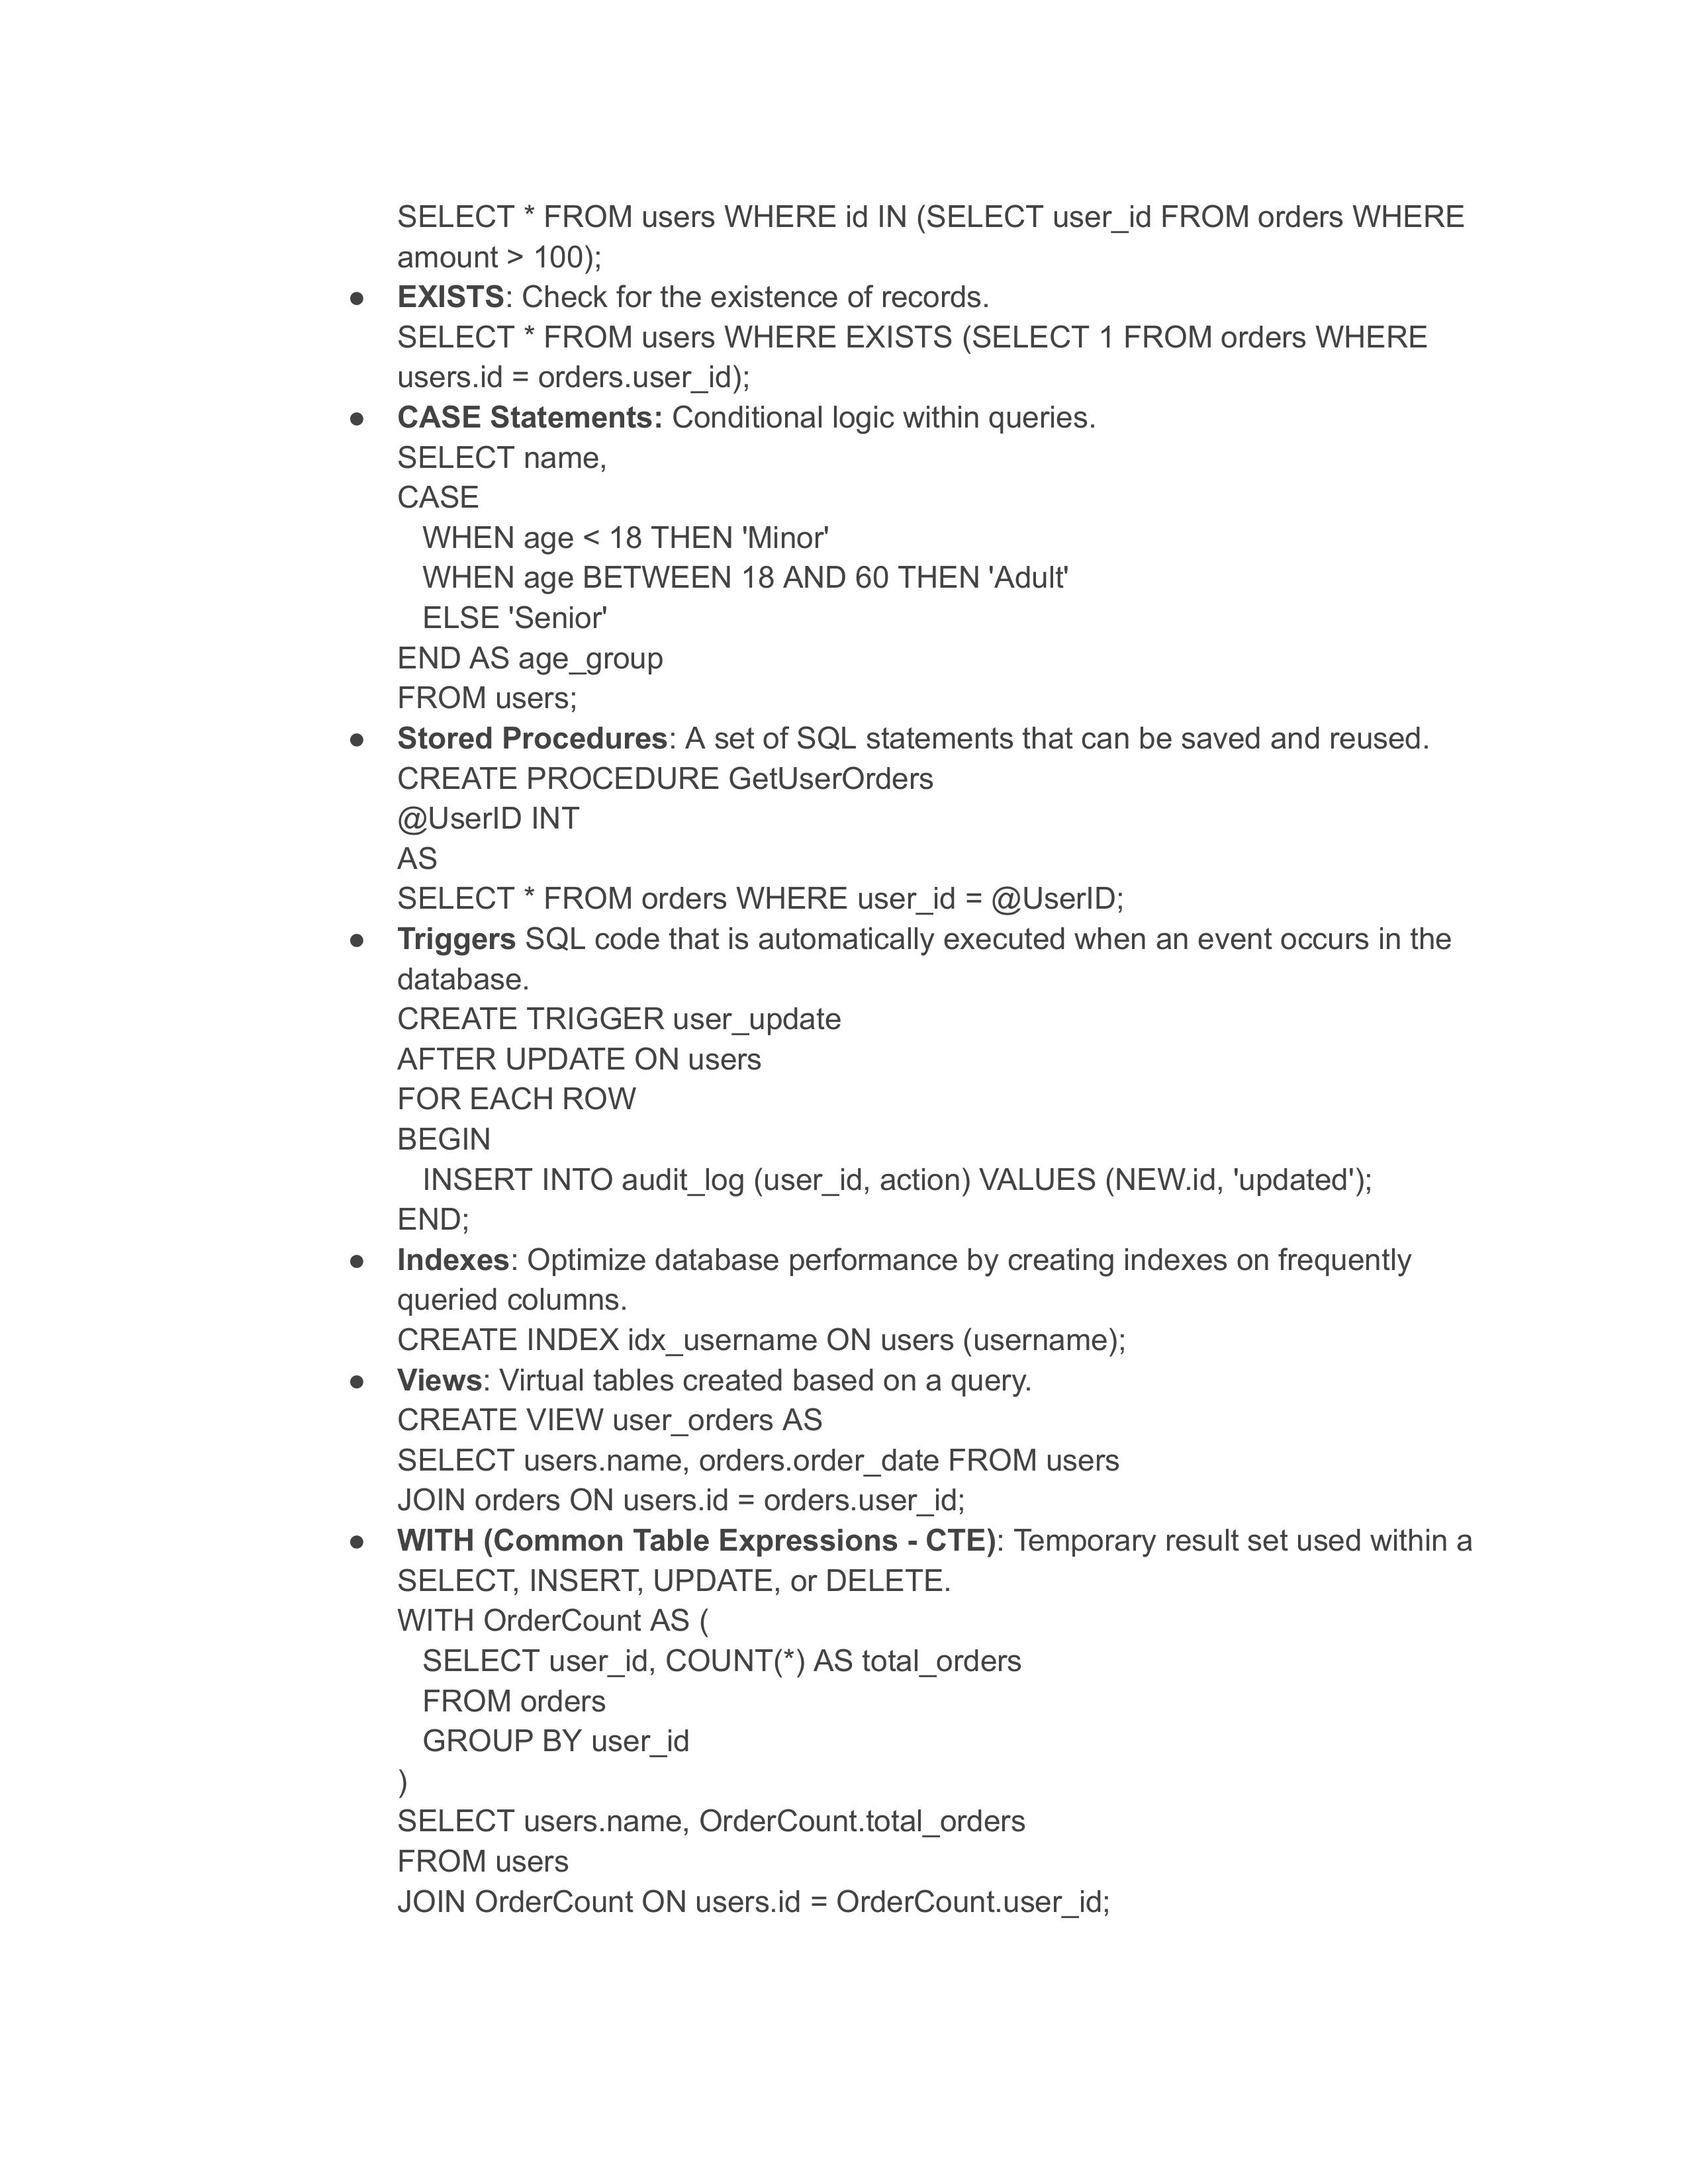 SELECT * FROM users WHERE id IN (SELECT user_id FROM orders WHERE
amount > 100);
● EXISTS: Check for the existence of records.
SELECT * FROM users WHERE EXISTS (SELECT 1 FROM orders WHERE
users.id = orders.user_id);
● CASE Statements: Conditional logic within queries.
SELECT name,
CASE
WHEN age < 18 THEN 'Minor'
WHEN age BETWEEN 18 AND 60 THEN 'Adult'
ELSE 'Senior'
END AS age_group
FROM users;
● Stored Procedures: A set of SQL statements that can be saved and reused.
CREATE PROCEDURE GetUserOrders
@UserID INT
AS
SELECT * FROM orders WHERE user_id = @UserID;
● Triggers SQL code that is automatically executed when an event occurs in the
database.
CREATE TRIGGER user_update
AFTER UPDATE ON users
FOR EACH ROW
BEGIN
INSERT INTO audit_log (user_id, action) VALUES (NEW.id, 'updated');
END;
● Indexes: Optimize database performance by creating indexes on frequently
queried columns.
CREATE INDEX idx_username ON users (username);
● Views: Virtual tables created based on a query.
CREATE VIEW user_orders AS
SELECT users.name, orders.order_date FROM users
JOIN orders ON users.id = orders.user_id;
● WITH (Common Table Expressions - CTE): Temporary result set used within a
SELECT, INSERT, UPDATE, or DELETE.
WITH OrderCount AS (
SELECT user_id, COUNT(*) AS total_orders
FROM orders
GROUP BY user_id
)
SELECT users.name, OrderCount.total_orders
FROM users
JOIN OrderCount ON users.id = OrderCount.user_id;